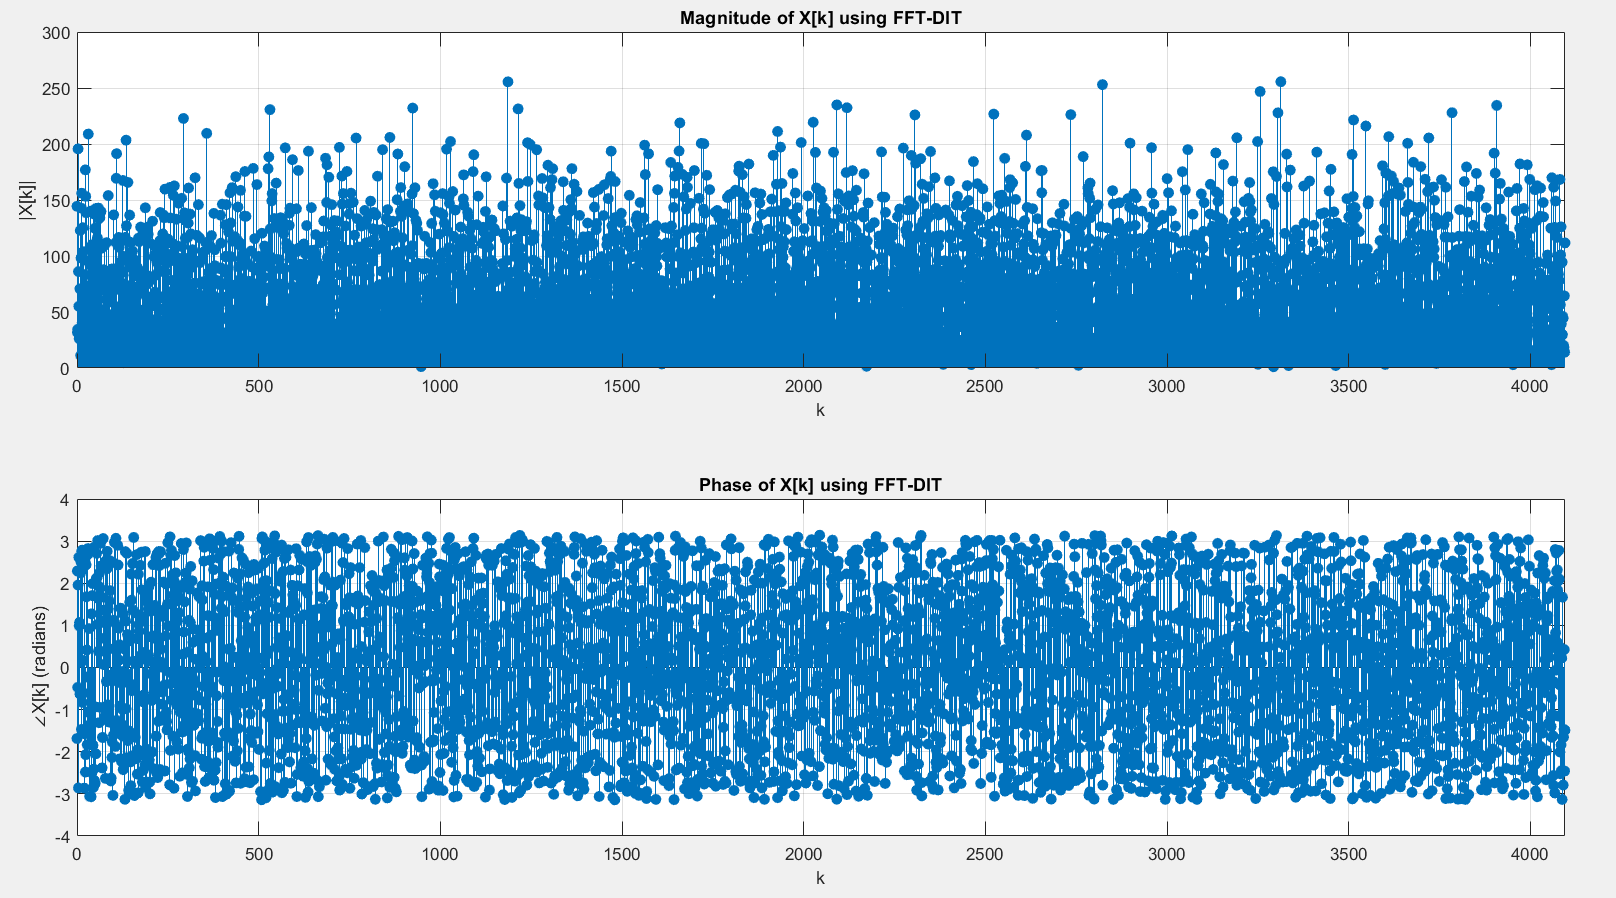 Magnitude of X[k] using FFT-DIT
300
250
200
150
100
50
0
|X[k]|
0 500 1000 1500 2000 2500 3000 3500 4000
k
Phase of X[k] using FFT-DIT
4
3
2
1
0
-1
-2
-3
-4
∠X[k] (radians)
0 500 1000 1500 2000 2500 3000 3500 4000
k